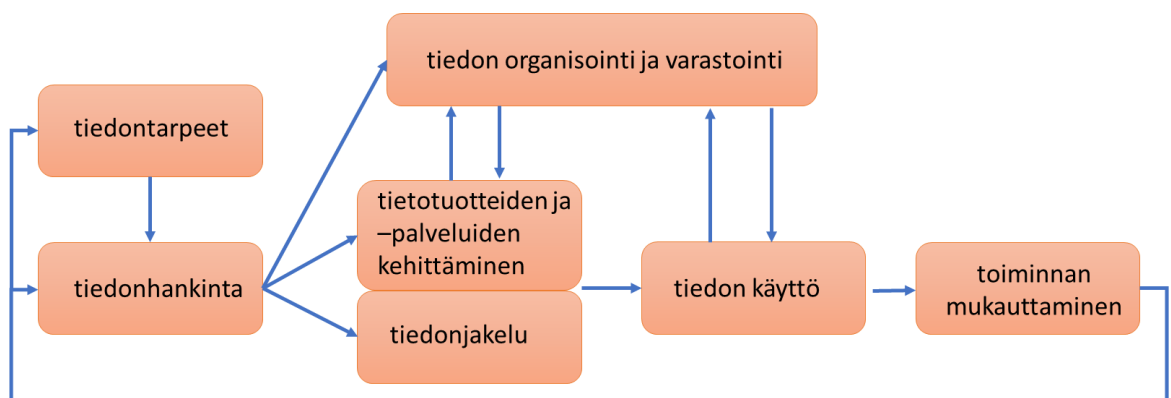 tiedon organisointi ja varastointi
tiedontarpeet
tietotuotteiden ja
–palveluiden
kehittäminen
tiedonhankinta
tiedonjakelu
tiedon käyttö
toiminnan
mukauttaminen